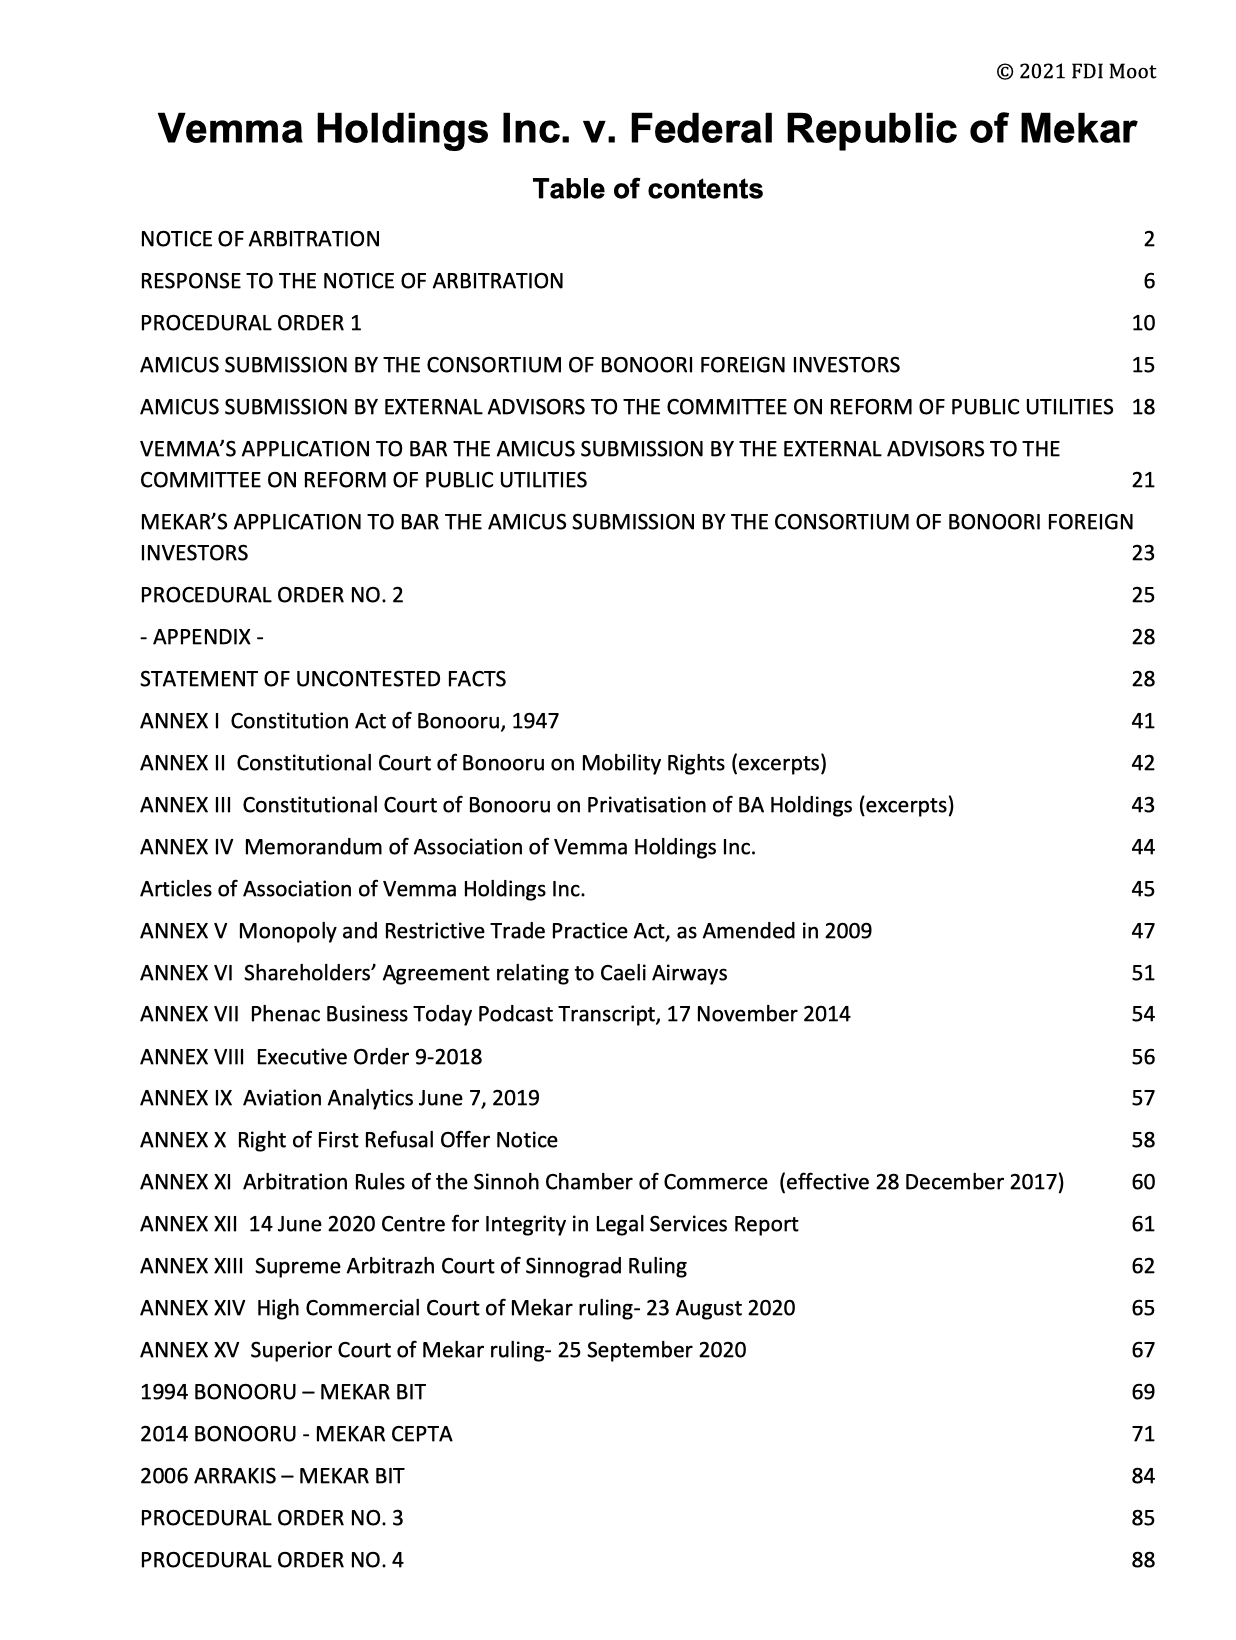 © 2021 FDI Moot
Vemma Holdings Inc. v. Federal Republic of Mekar
Table of contents
NOTICE OF ARBITRATION 2
RESPONSE TO THE NOTICE OF ARBITRATION 6
PROCEDURAL ORDER 1 10
AMICUS SUBMISSION BY THE CONSORTIUM OF BONOORI FOREIGN INVESTORS 15
AMICUS SUBMISSION BY EXTERNAL ADVISORS TO THE COMMITTEE ON REFORM OF PUBLIC UTILITIES 18
VEMMA’S APPLICATION TO BAR THE AMICUS SUBMISSION BY THE EXTERNAL ADVISORS TO THE
COMMITTEE ON REFORM OF PUBLIC UTILITIES 21
MEKAR’S APPLICATION TO BAR THE AMICUS SUBMISSION BY THE CONSORTIUM OF BONOORI FOREIGN
INVESTORS 23
PROCEDURAL ORDER NO. 2 25
- APPENDIX - 28
STATEMENT OF UNCONTESTED FACTS 28
ANNEX I Constitution Act of Bonooru, 1947 41
ANNEX II Constitutional Court of Bonooru on Mobility Rights (excerpts) 42
ANNEX III Constitutional Court of Bonooru on Privatisation of BA Holdings (excerpts) 43
ANNEX IV Memorandum of Association of Vemma Holdings Inc. 44
Articles of Association of Vemma Holdings Inc. 45
ANNEX V Monopoly and Restrictive Trade Practice Act, as Amended in 2009 47
ANNEX VI Shareholders’ Agreement relating to Caeli Airways 51
ANNEX VII Phenac Business Today Podcast Transcript, 17 November 2014 54
ANNEX VIII Executive Order 9-2018 56
ANNEX IX Aviation Analytics June 7, 2019 57
ANNEX X Right of First Refusal Offer Notice 58
ANNEX XI Arbitration Rules of the Sinnoh Chamber of Commerce (effective 28 December 2017) 60
ANNEX XII 14 June 2020 Centre for Integrity in Legal Services Report 61
ANNEX XIII Supreme Arbitrazh Court of Sinnograd Ruling 62
ANNEX XIV High Commercial Court of Mekar ruling- 23 August 2020 65
ANNEX XV Superior Court of Mekar ruling- 25 September 2020 67
1994 BONOORU – MEKAR BIT 69
2014 BONOORU - MEKAR CEPTA 71
2006 ARRAKIS – MEKAR BIT 84
PROCEDURAL ORDER NO. 3 85
PROCEDURAL ORDER NO. 4 88